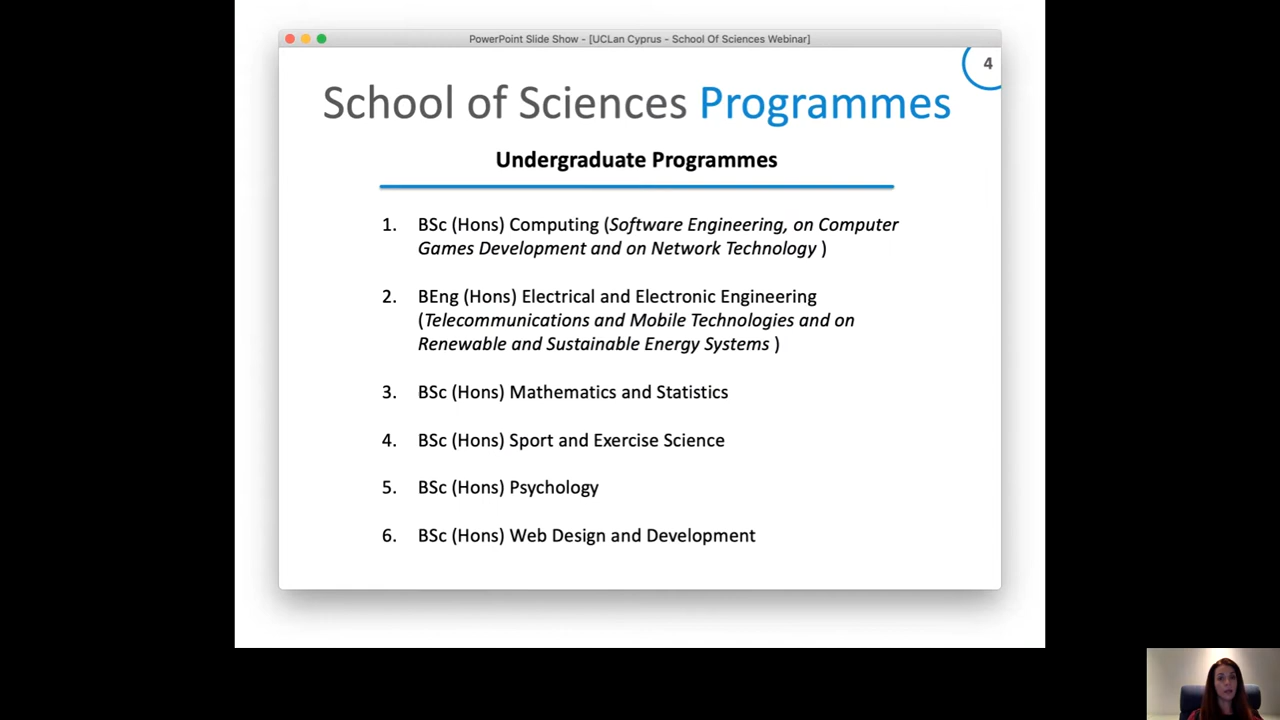 PowerPoint Slide Show - [UCLan Cyprus - School Of Sciences Webinar]
4
School of Sciences Programmes
Undergraduate Programmes
1. BSc (Hons) Computing (Software Engineering, on Computer
Games Development and on Network Technology )
2. BEng (Hons) Electrical and Electronic Engineering
(Telecommunications and Mobile Technologies and on
Renewable and Sustainable Energy Systems )
3. BSc (Hons) Mathematics and Statistics
4. BSc (Hons) Sport and Exercise Science
5. BSc (Hons) Psychology
6. BSc (Hons) Web Design and Development